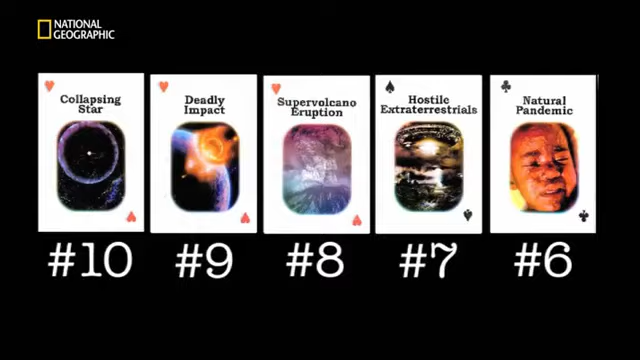 NATIONAL
GEOGRAPHIC
Collapsing
Star
Deadly
Impact
Supervolcano
Eruption
Hostile
Extraterrestrials
Natural
Pandemic
#10
#9
#8
#7
#6